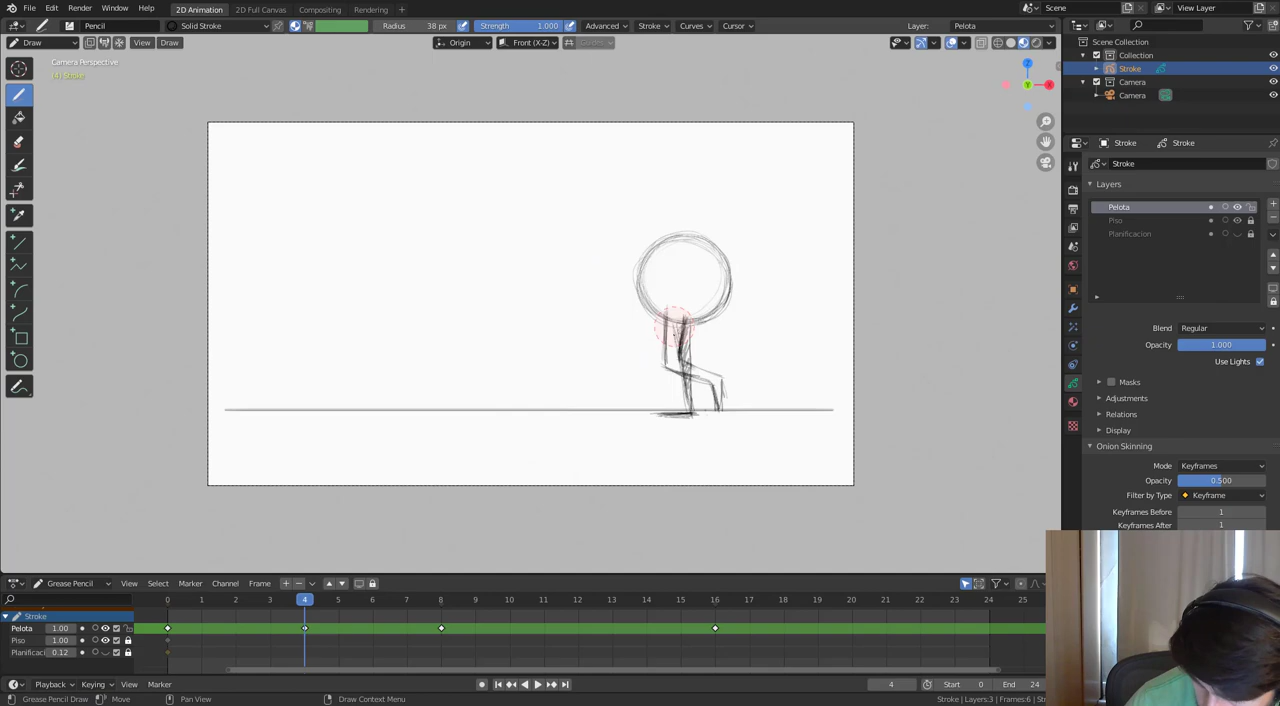 File Edit Render Window Help 2D Animation 2D Full Canvas Compositing Rendering + Scene View Layer
Pencil Solid Stroke Radius 38 px Strength 1.000 Advanced Stroke Curves Cursor Layer: Pelota
Draw View Draw Origin Front (X-Z) Guides
Camera Perspective
(4) Stroke
Z
Y
X
Scene Collection
Collection
Stroke
Camera
Camera
Stroke Stroke
Stroke
Layers
Pelota
Piso
Planificacion
Blend Regular
Opacity 1.000
Use Lights
Masks
Adjustments
Relations
Display
Onion Skinning
Mode Keyframes
Opacity 0.500
Filter by Type Keyframe
Keyframes Before 1
Keyframes After 1
Grease Pencil View Select Marker Channel Frame
0 1 2 3 4 5 6 7 8 9 10 11 12 13 14 15 16 17 18 19 20 21 22 23 24 25
Stroke
Pelota 1.00
Piso 1.00
Planificaci 0.12
Playback Keying View Marker 4 Start 0 End 24
Grease Pencil Draw Move Pan View Draw Context Menu Stroke | Layers:3 | Frames:6 |